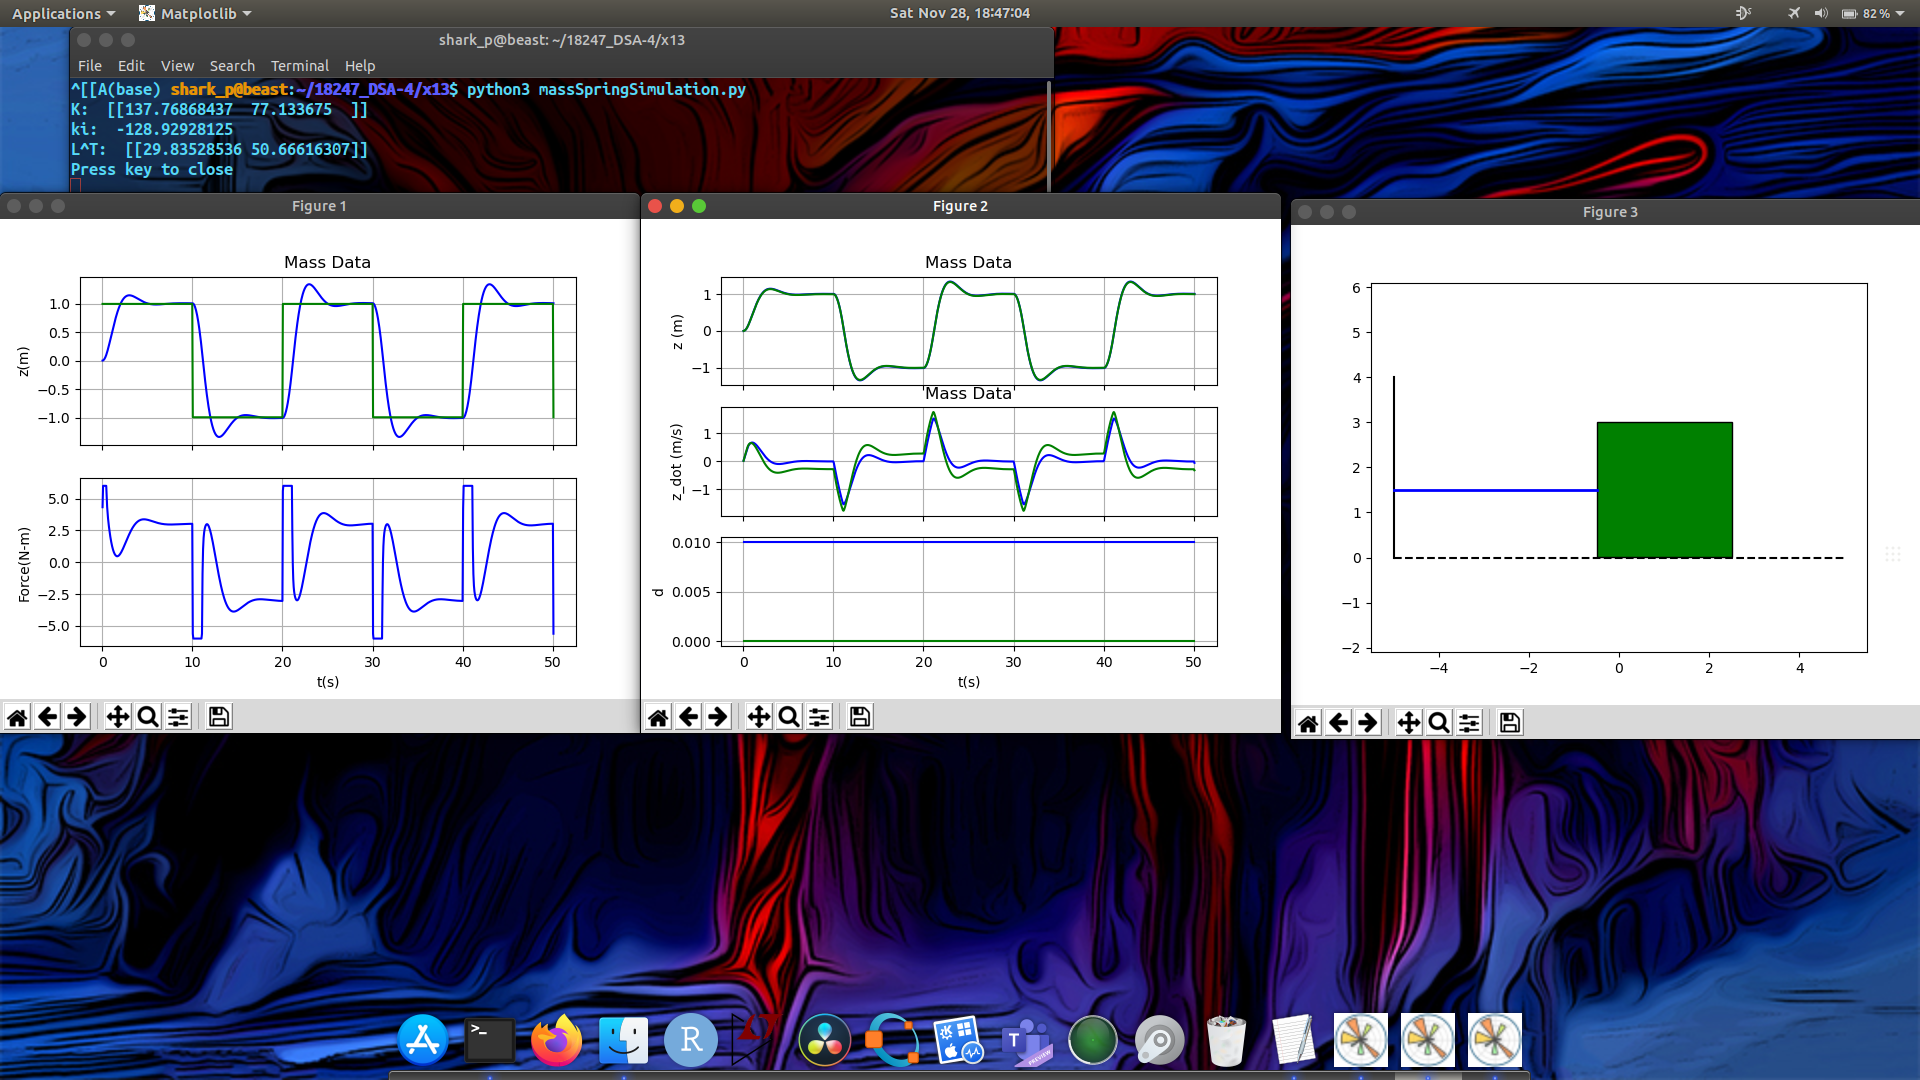 Applications Matplotlib Sat Nov 28, 18:47:04 82 %
shark_p@beast: ~/18247_DSA-4/x13
File Edit View Search Terminal Help
^[[A(base) shark_p@beast:~/18247_DSA-4/x13$ python3 massSpringSimulation.py
K: [[137.76868437 77.133675 ]]
ki: -128.92928125
L^T: [[29.83528536 50.66616307]]
Press key to close
Figure 1
Mass Data
1.0
0.5
0.0
−0.5
−1.0
z(m)
5.0
2.5
0.0
−2.5
−5.0
Force(N-m)
0 10 20 30 40 50
t(s)
Figure 2
Mass Data
1
0
−1
z (m)
Mass Data
1
0
−1
z_dot (m/s)
0.010
0.005
0.000
d
0 10 20 30 40 50
t(s)
Figure 3
6
5
4
3
2
1
0
−1
−2
−4 −2 0 2 4
>_
R
T
PREVIEW